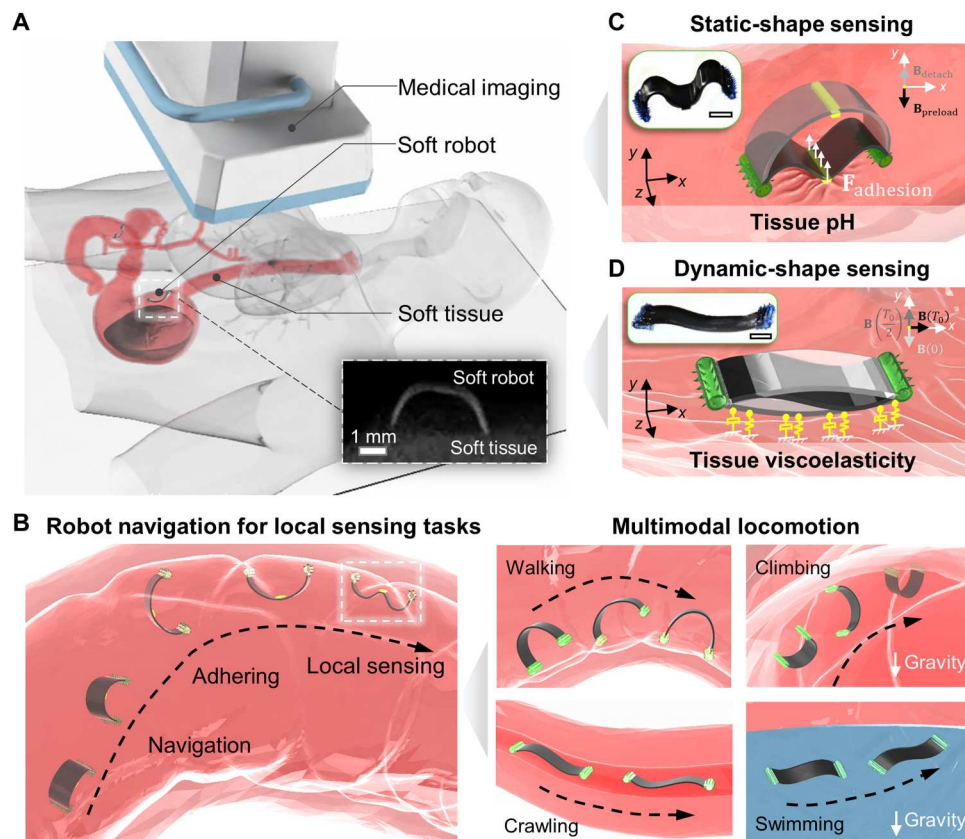 A
Medical imaging
Soft robot
Soft tissue
Soft robot
1 mm
Soft tissue
B
Robot navigation for local sensing tasks
Adhering
Local sensing
Navigation
Multimodal locomotion
Walking
Climbing
Gravity
Crawling
Swimming
Gravity
C
Static-shape sensing
y
B_detach
x
B_preload
y
x
z
F_adhesion
Tissue pH
D
Dynamic-shape sensing
y
B(T_0/2)
B(T_0)
x
B(0)
y
x
z
Tissue viscoelasticity